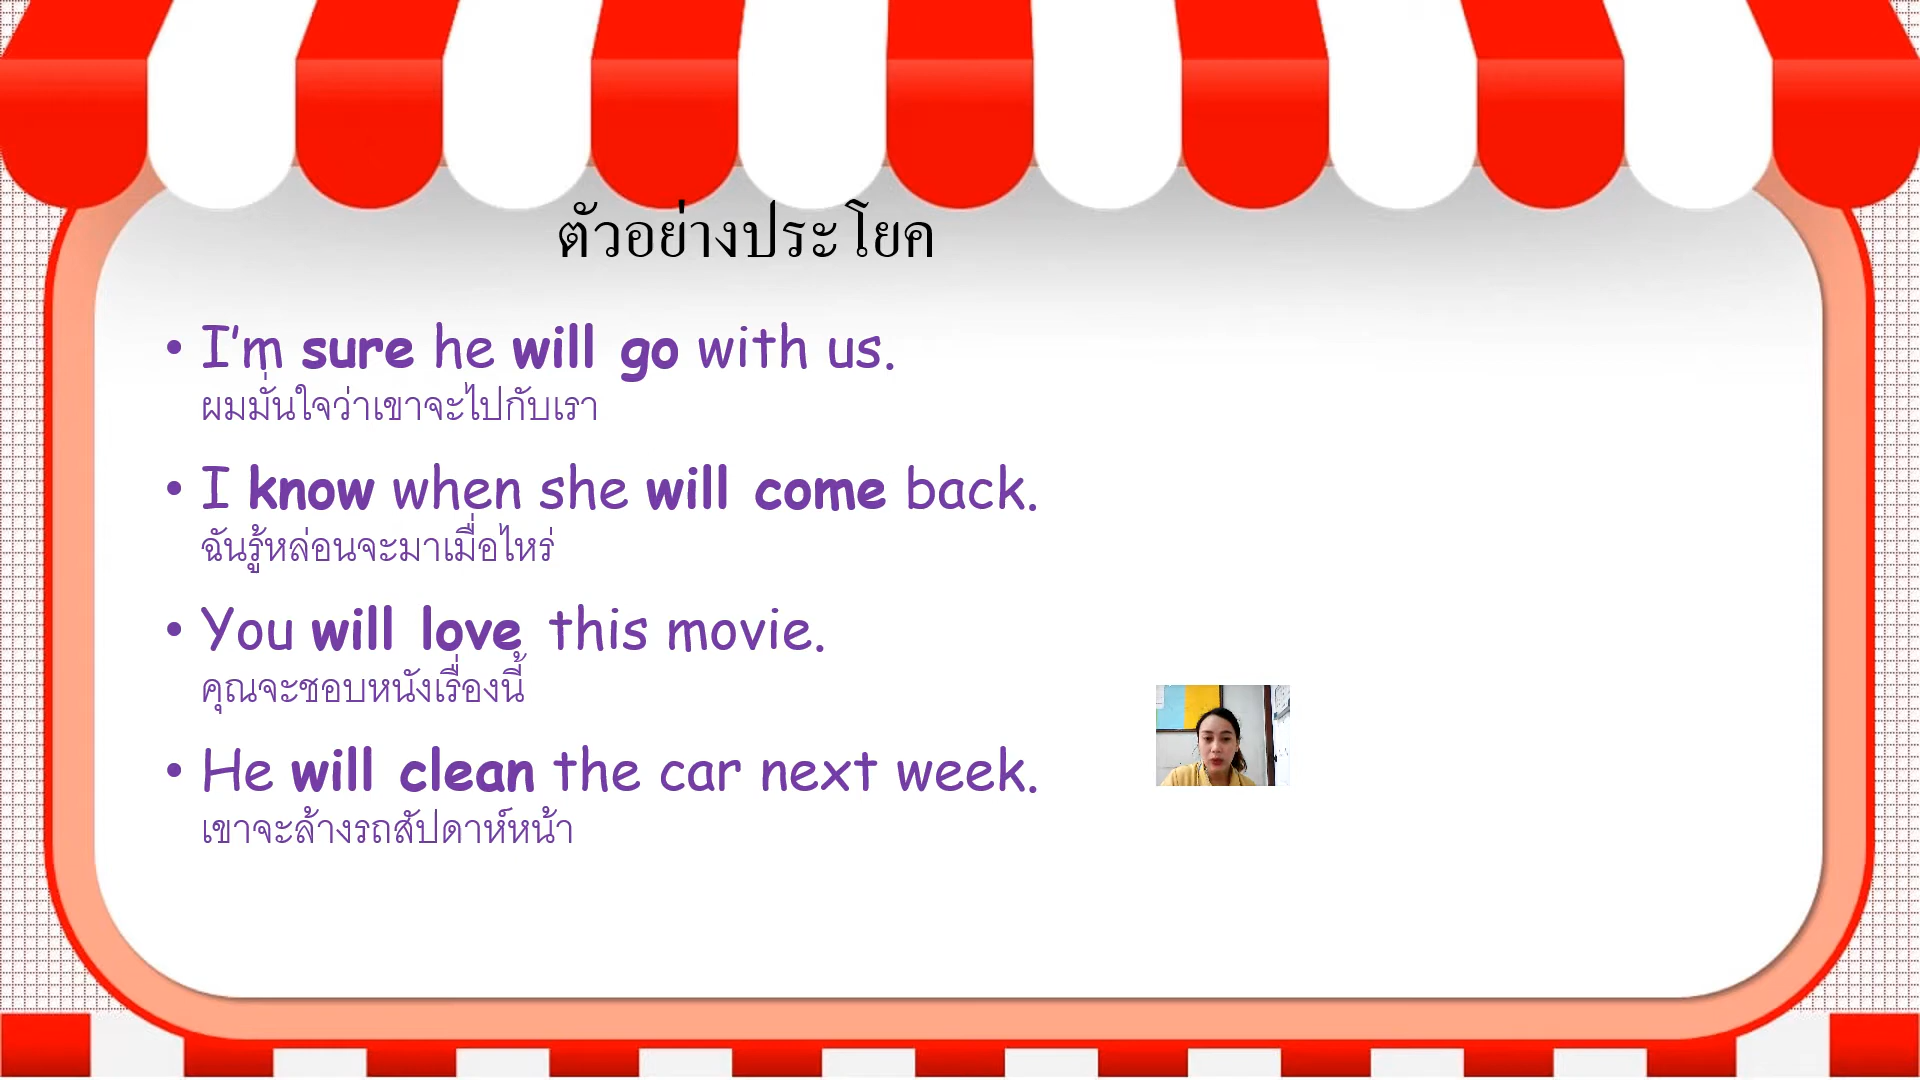 ตัวอย่างประโยค
• I’m sure he will go with us.
ผมมั่นใจว่าเขาจะไปกับเรา
• I know when she will come back.
ฉันรู้หล่อนจะมาเมื่อไหร่
• You will love this movie.
คุณจะชอบหนังเรื่องนี้
• He will clean the car next week.
เขาจะล้างรถสัปดาห์หน้า